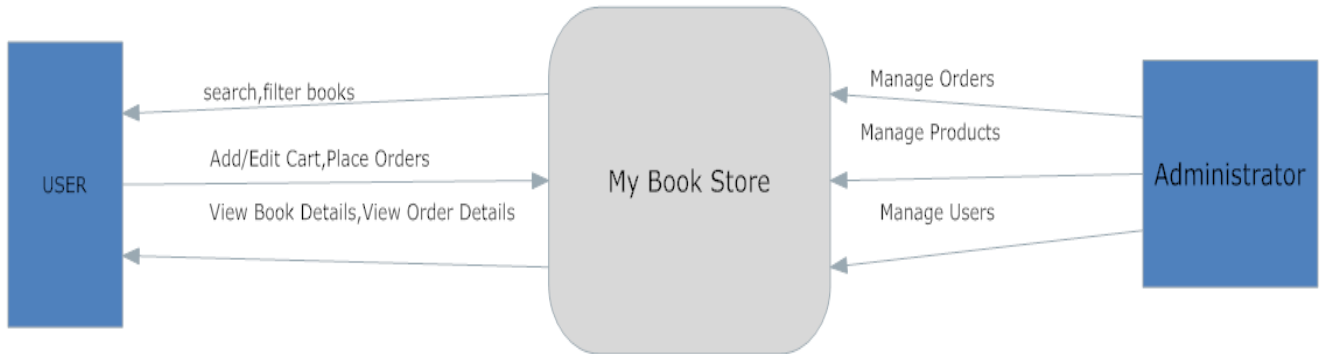 search,filter books
Add/Edit Cart,Place Orders
View Book Details,View Order Details
USER
My Book Store
Manage Orders
Manage Products
Manage Users
Administrator